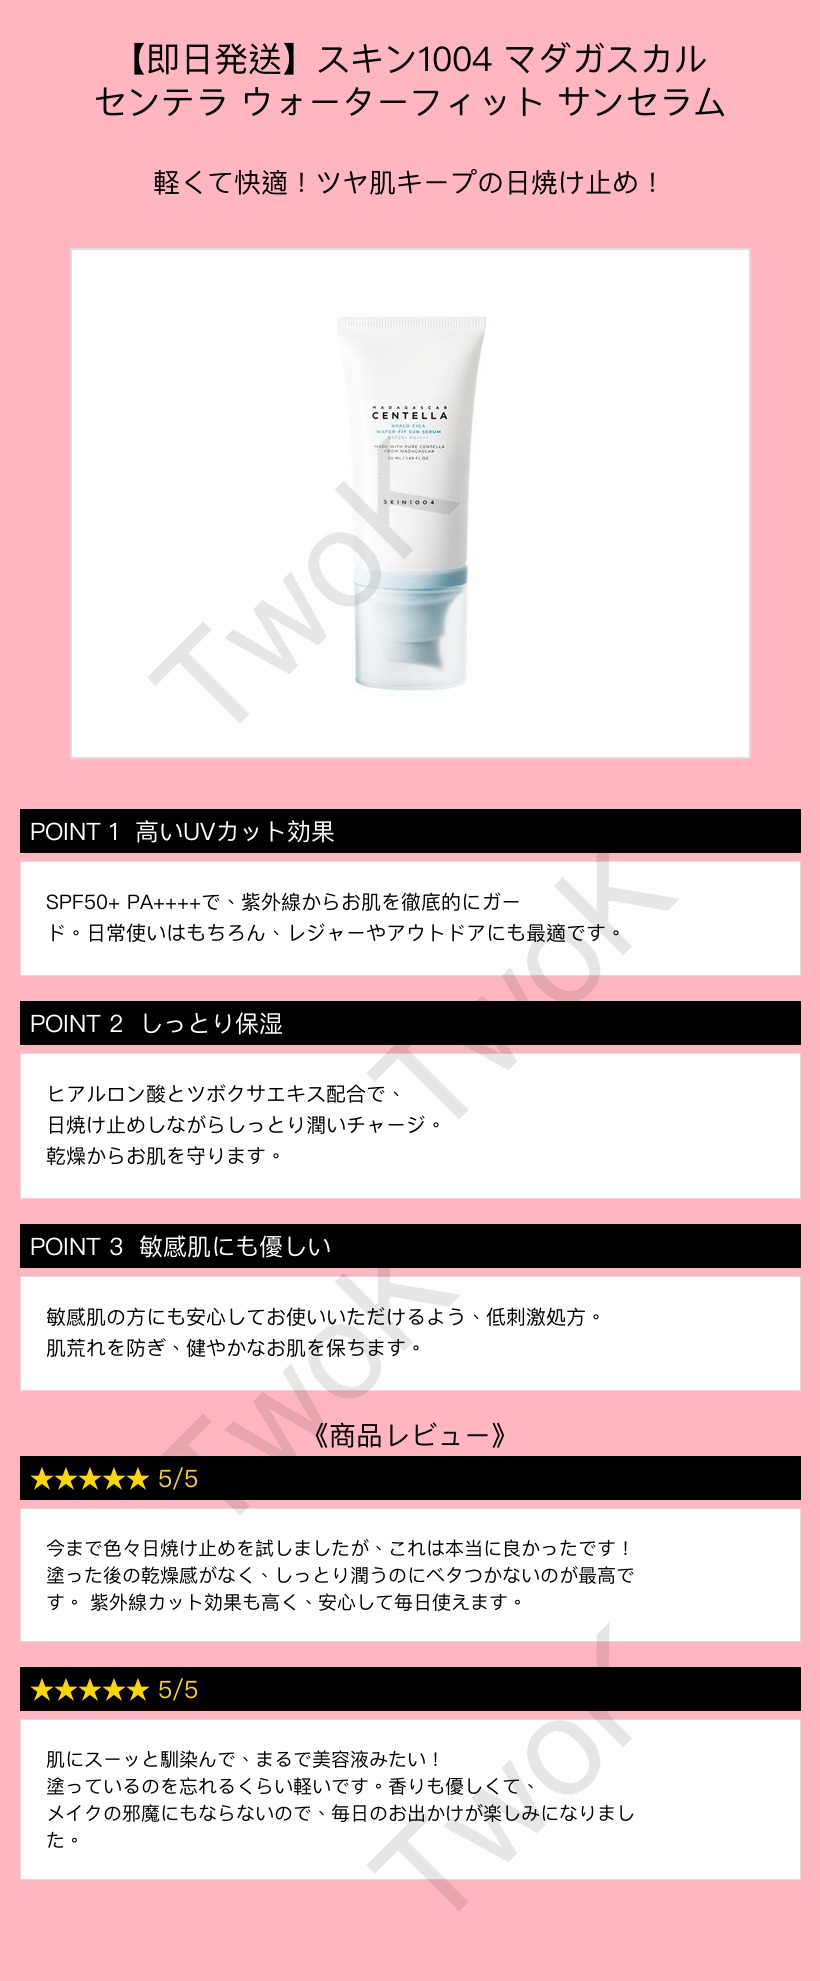 【即日発送】スキン1004 マダガスカル
センテラ ウォーターフィット サンセラム
軽くて快適！ツヤ肌キープの日焼け止め！
MADAGASCAR
CENTELLA
HYALU-CICA
WATER-FIT SUN SERUM
SPF50+ PA++++
MADE WITH PURE CENTELLA
FROM MADAGASCAR
50 ML / 1.69 FL.OZ
SKIN1004
TwoK
POINT 1 高いUVカット効果
SPF50+ PA++++で、紫外線からお肌を徹底的にガー
ド。日常使いはもちろん、レジャーやアウトドアにも最適です。
TwoK
POINT 2 しっとり保湿
ヒアルロン酸とツボクサエキス配合で、
日焼け止めしながらしっとり潤いチャージ。
乾燥からお肌を守ります。
POINT 3 敏感肌にも優しい
敏感肌の方にも安心してお使いいただけるよう、低刺激処方。
肌荒れを防ぎ、健やかなお肌を保ちます。
TwoK
《商品レビュー》
★★★★★ 5/5
今まで色々日焼け止めを試しましたが、これは本当に良かったです！
塗った後の乾燥感がなく、しっとり潤うのにベタつかないのが最高で
す。 紫外線カット効果も高く、安心して毎日使えます。
★★★★★ 5/5
肌にスーッと馴染んで、まるで美容液みたい！
塗っているのを忘れるくらい軽いです。香りも優しくて、
メイクの邪魔にもならないので、毎日のお出かけが楽しみになりまし
た。
TwoK